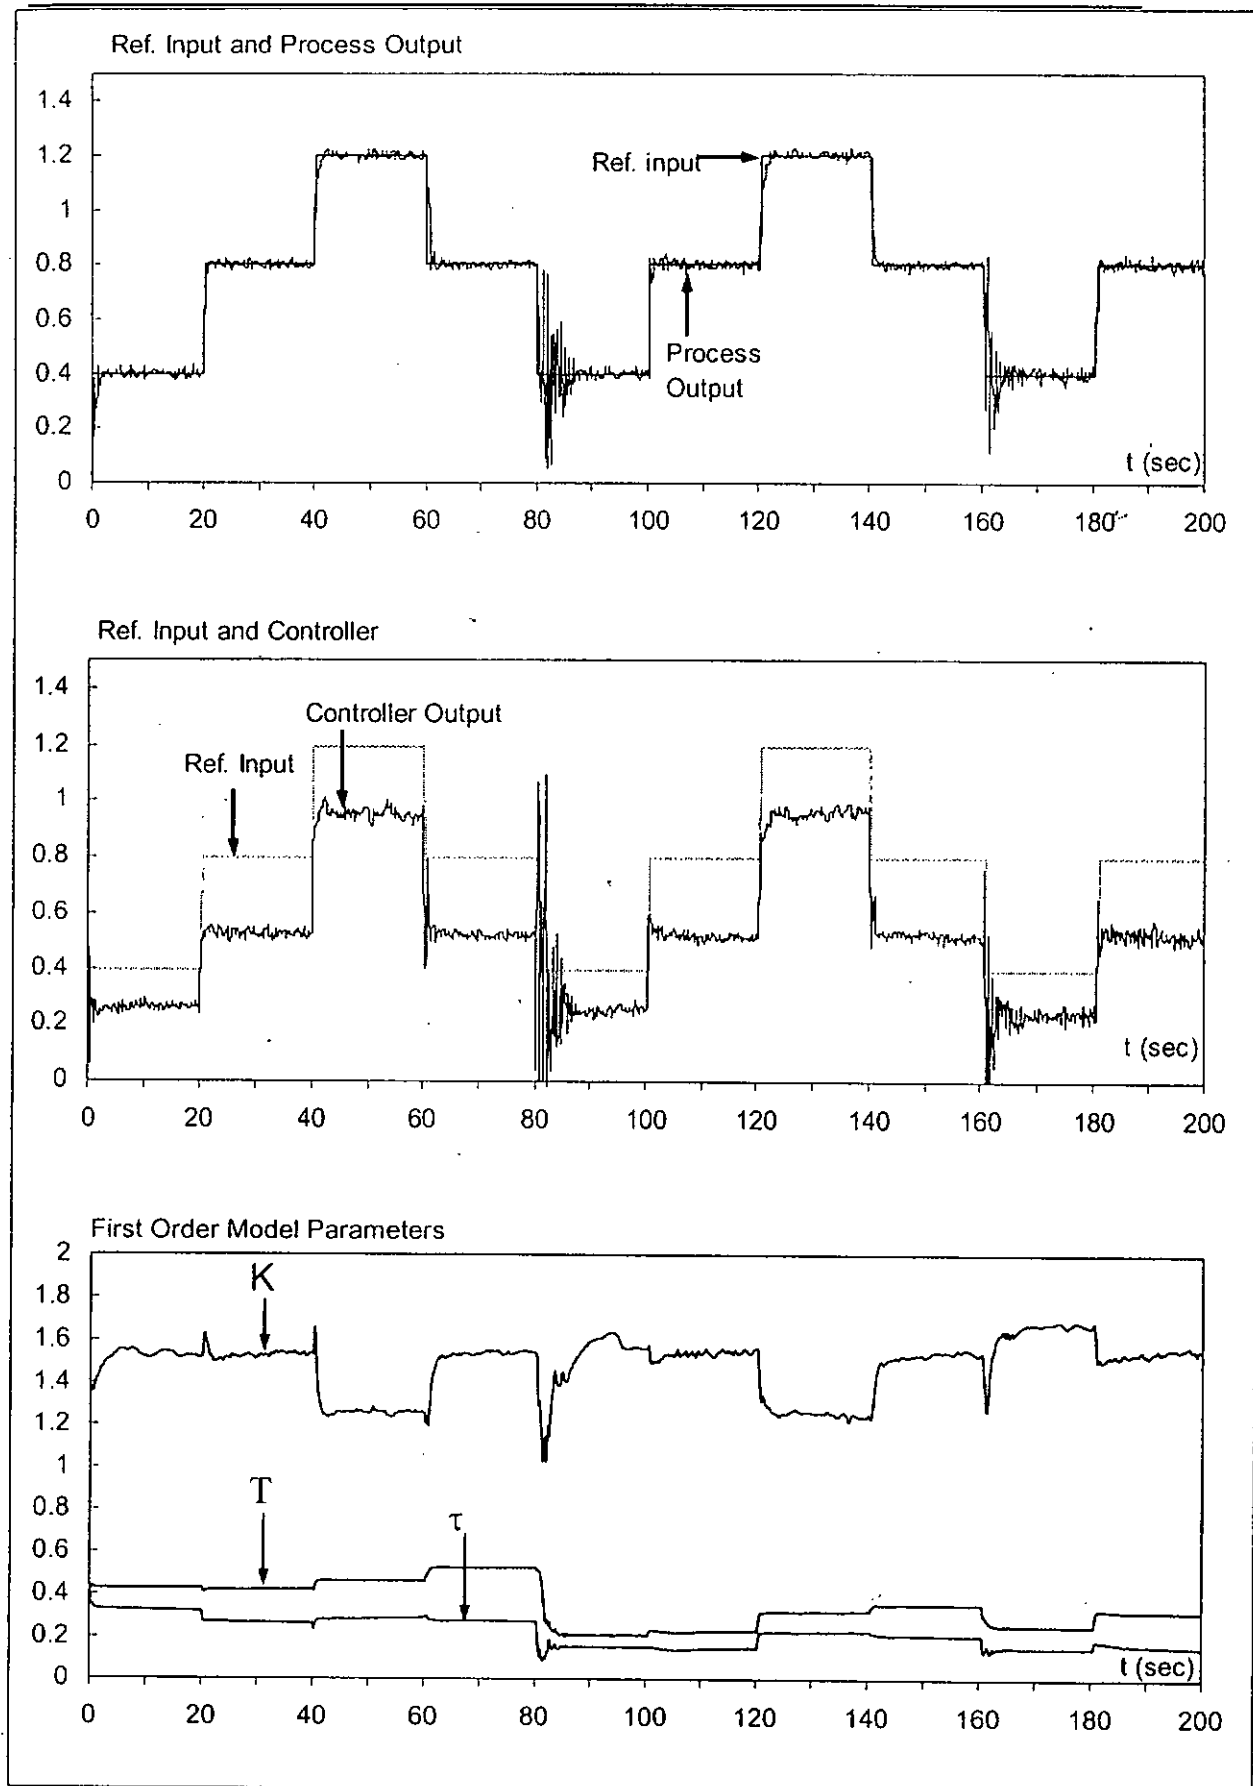 Ref. Input and Process Output
1.4
1.2
1
0.8
0.6
0.4
0.2
0
Ref. input
Process
Output
t (sec)
0 20 40 60 80 100 120 140 160 180 200
Ref. Input and Controller
1.4
1.2
1
0.8
0.6
0.4
0.2
0
Controller Output
Ref. Input
t (sec)
0 20 40 60 80 100 120 140 160 180 200
First Order Model Parameters
2
1.8
1.6
1.4
1.2
1
0.8
0.6
0.4
0.2
0
K
T
τ
t (sec)
0 20 40 60 80 100 120 140 160 180 200